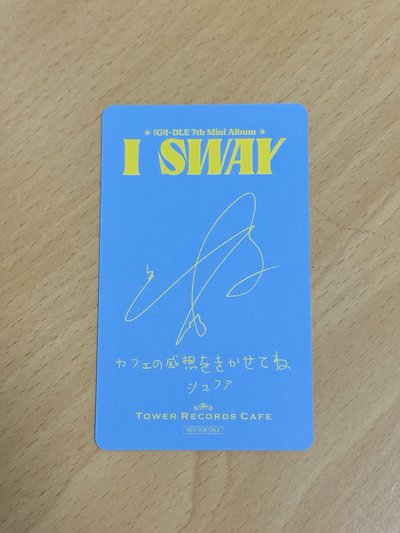 ★ (G)I-DLE 7th Mini Album ★
I SWAY
カフェの感想をきかせてね
シュファ
TOWER RECORDS CAFE
NOT FOR SALE